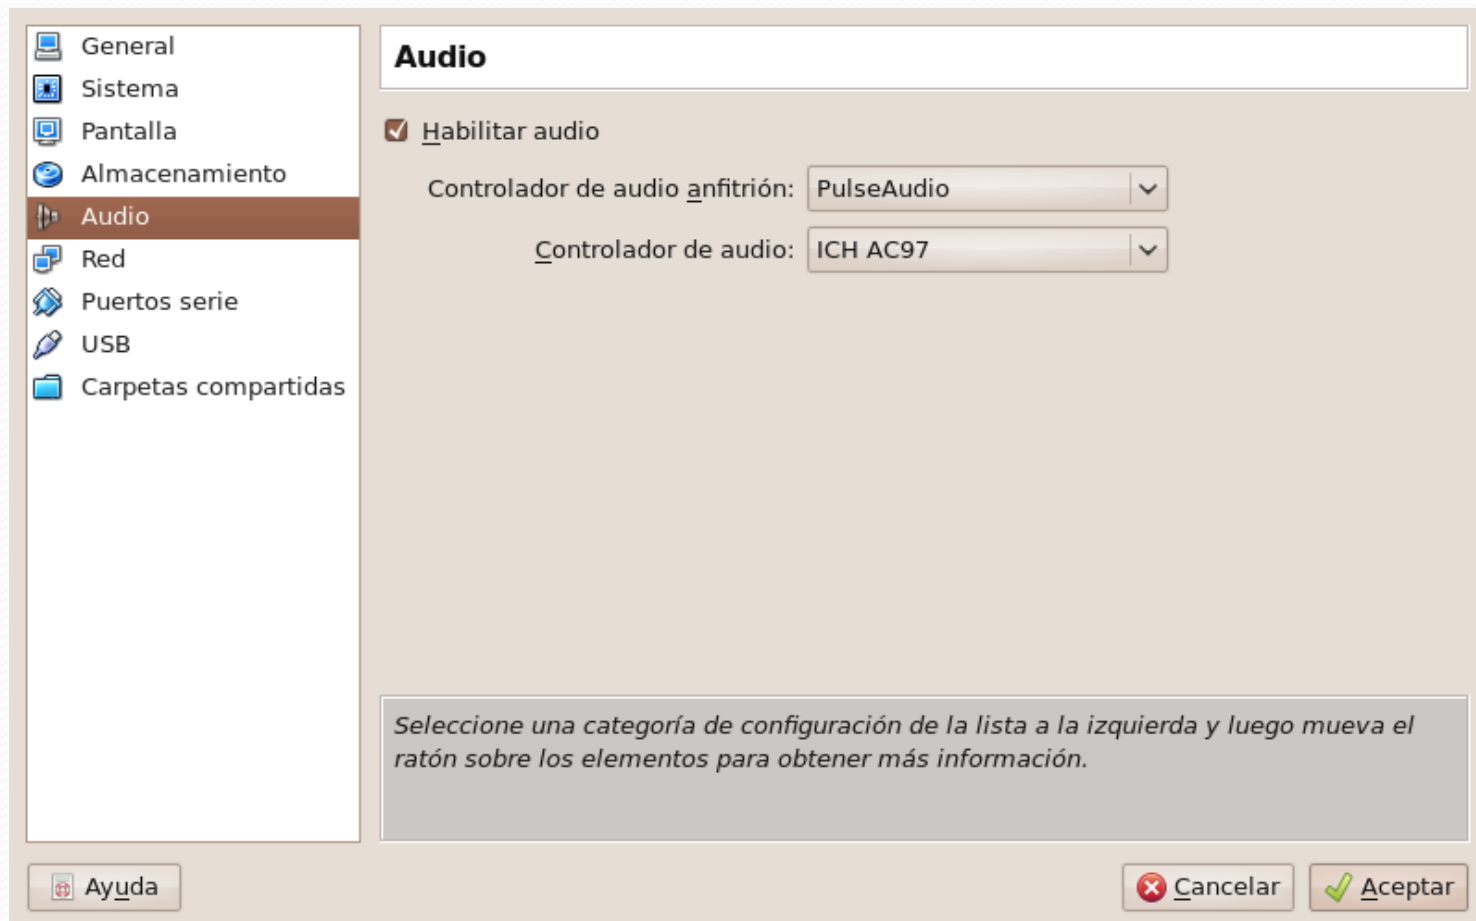 General
Sistema
Pantalla
Almacenamiento
Audio
Red
Puertos serie
USB
Carpetas compartidas
Audio
Habilitar audio
Controlador de audio anfitrión: PulseAudio
Controlador de audio: ICH AC97
Seleccione una categoría de configuración de la lista a la izquierda y luego mueva el
ratón sobre los elementos para obtener más información.
Ayuda
Cancelar
Aceptar